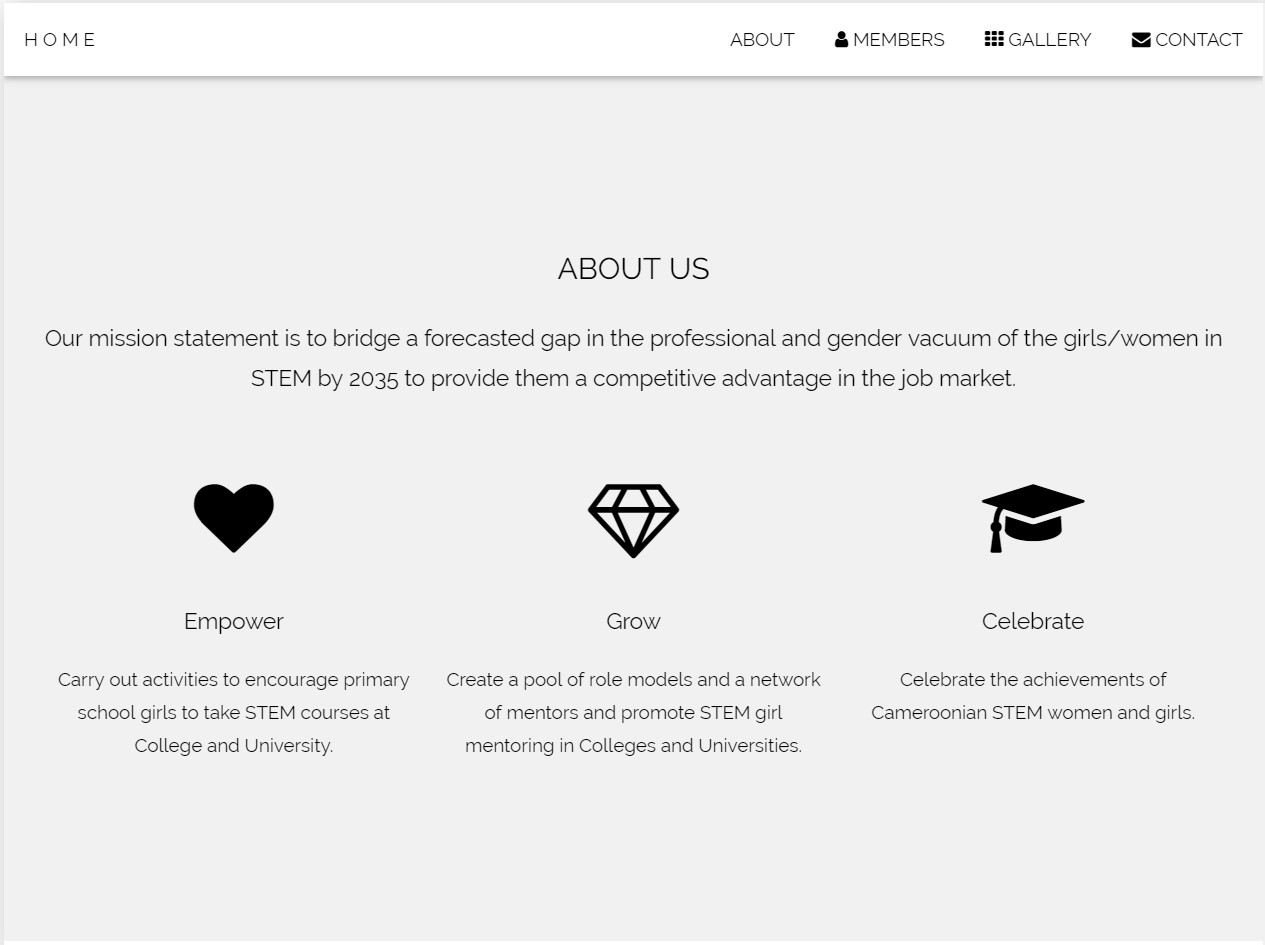 HOME
ABOUT MEMBERS GALLERY CONTACT
ABOUT US
Our mission statement is to bridge a forecasted gap in the professional and gender vacuum of the girls/women in
STEM by 2035 to provide them a competitive advantage in the job market.
Empower
Carry out activities to encourage primary
school girls to take STEM courses at
College and University.
Grow
Create a pool of role models and a network
of mentors and promote STEM girl
mentoring in Colleges and Universities.
Celebrate
Celebrate the achievements of
Cameroonian STEM women and girls.